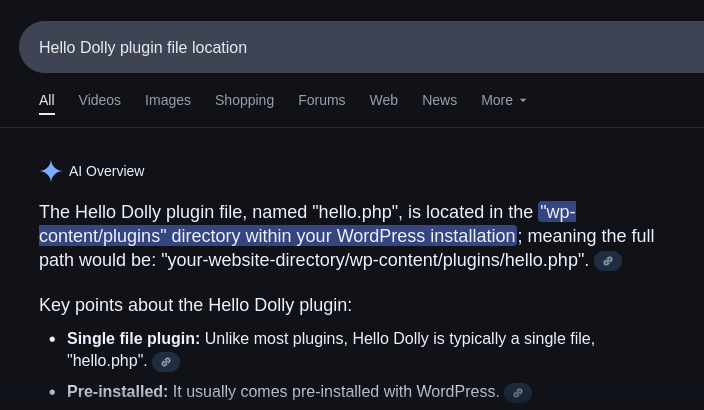 Hello Dolly plugin file location
All Videos Images Shopping Forums Web News More
AI Overview
The Hello Dolly plugin file, named "hello.php", is located in the "wp-
content/plugins" directory within your WordPress installation; meaning the full
path would be: "your-website-directory/wp-content/plugins/hello.php".
Key points about the Hello Dolly plugin:
• Single file plugin: Unlike most plugins, Hello Dolly is typically a single file,
"hello.php".
• Pre-installed: It usually comes pre-installed with WordPress.